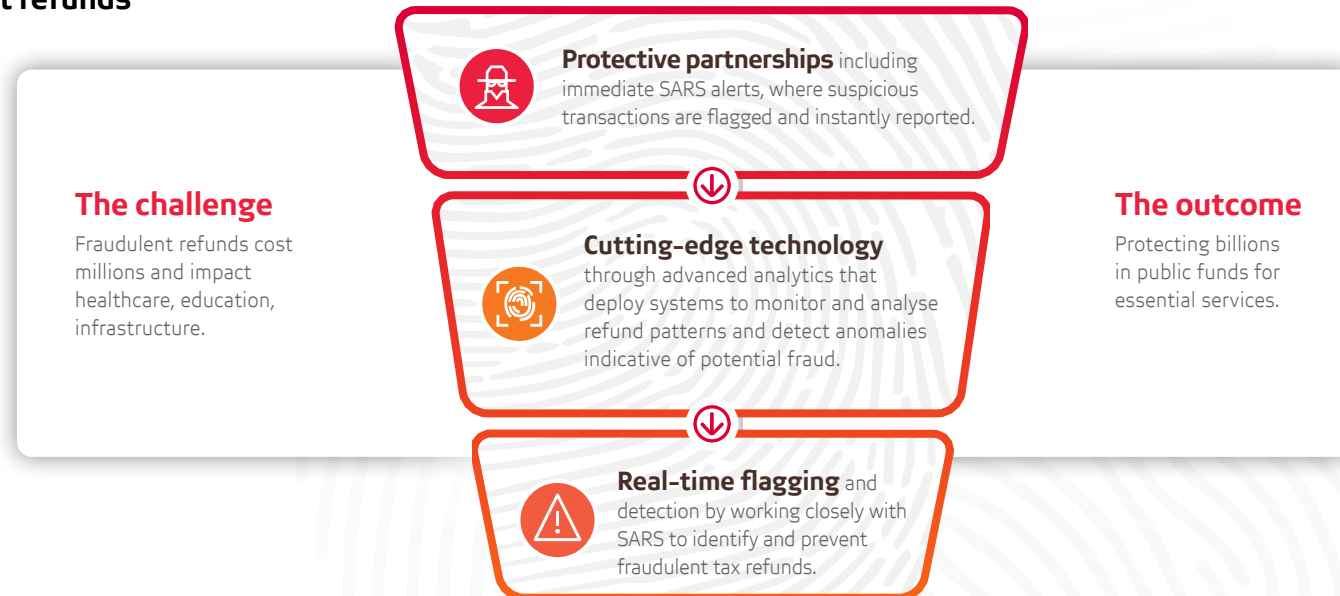 t refunds
The challenge
Fraudulent refunds cost
millions and impact
healthcare, education,
infrastructure.
Protective partnerships including
immediate SARS alerts, where suspicious
transactions are flagged and instantly reported.
Cutting-edge technology
through advanced analytics that
deploy systems to monitor and analyse
refund patterns and detect anomalies
indicative of potential fraud.
Real-time flagging and
detection by working closely with
SARS to identify and prevent
fraudulent tax refunds.
The outcome
Protecting billions
in public funds for
essential services.